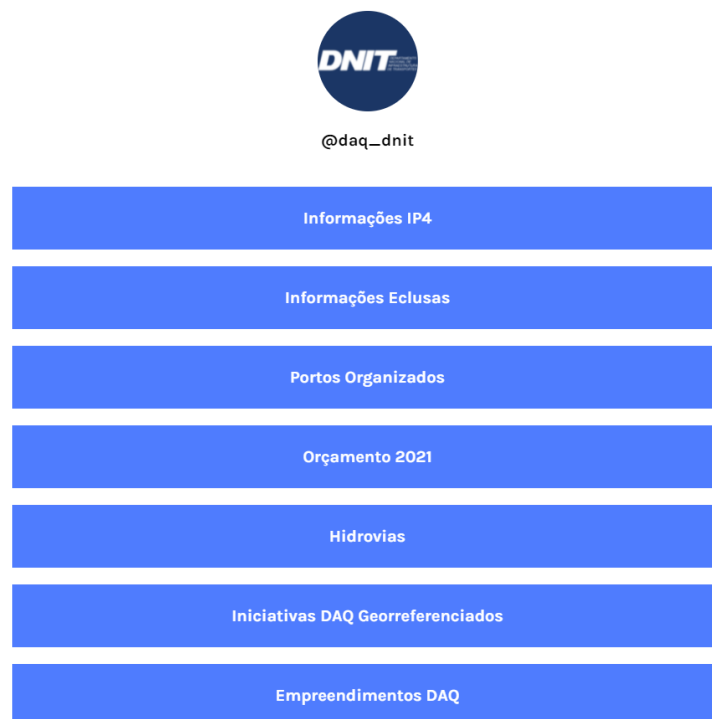 DNIT
@daq_dnit
Informações IP4
Informações Eclusas
Portos Organizados
Orçamento 2021
Hidrovias
Iniciativas DAQ Georreferenciados
Empreendimentos DAQ